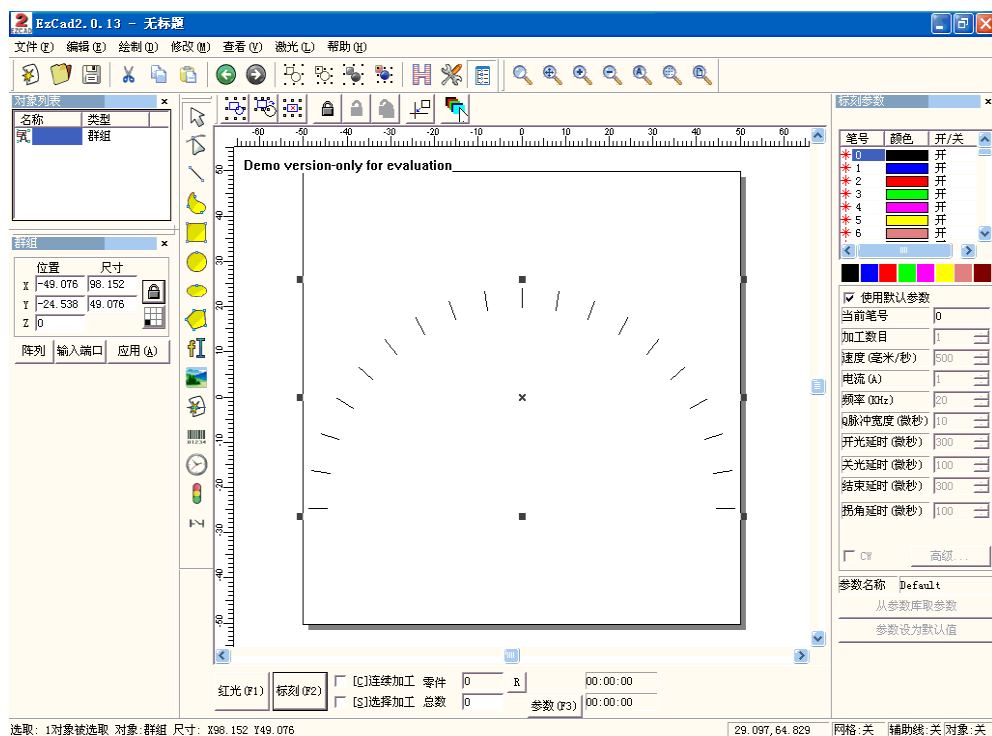 EzCad2.0.13 - 无标题
文件(F) 编辑(E) 绘制(D) 修改(M) 查看(V) 激光(L) 帮助(H)
对象列表
名称 类型
群组
群组
位置 尺寸
X -49.076 98.152
Y -24.538 49.076
Z 0
阵列 输入端口 应用(A)
-60 -50 -40 -30 -20 -10 0 10 20 30 40 50 60
Demo version-only for evaluation
50
40
30
20
10
0
-10
-20
-30
-40
-50
标刻参数
笔号 颜色 开/关
0 开
1 开
2 开
3 开
4 开
5 开
6 开
使用默认参数
当前笔号 0
加工数目 1
速度(毫米/秒) 500
电流(A) 1
频率(KHz) 20
Q脉冲宽度(微秒) 10
开光延时(微秒) 300
关光延时(微秒) 100
结束延时(微秒) 300
拐角延时(微秒) 100
CW 高级...
参数名称 Default
从参数库取参数
参数设为默认值
红光(F1) 标刻(F2)
[C]连续加工 零件 0 R 00:00:00
[S]选择加工 总数 0 参数(F3) 00:00:00
选取: 1对象被选取 对象:群组 尺寸: X98.152 Y49.076 29.097,64.829 网格:关 辅助线:关 对象:关